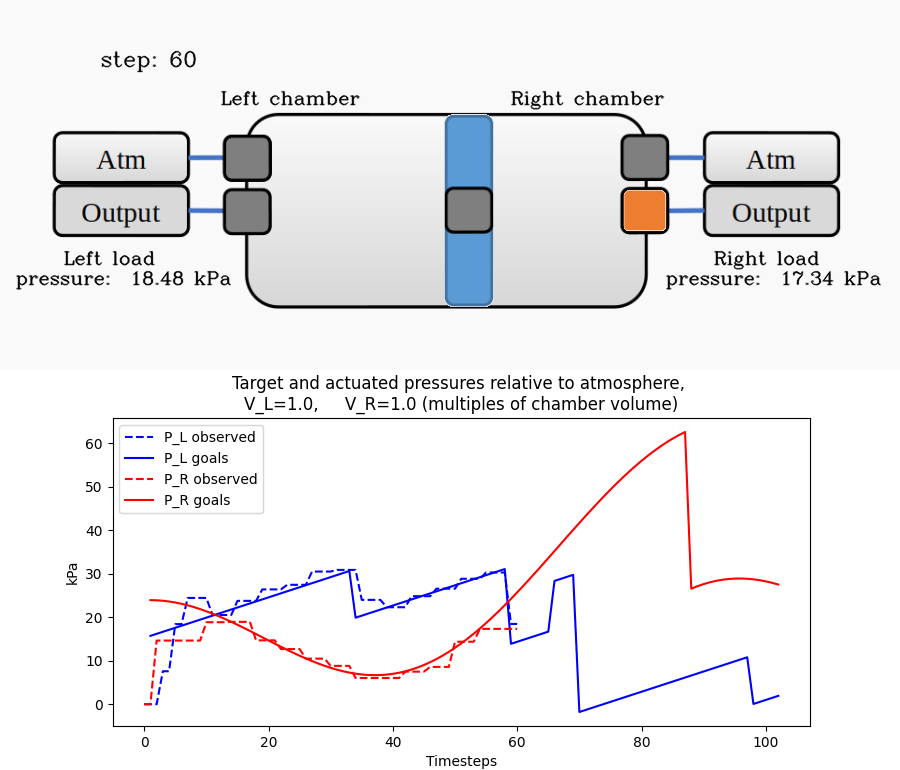 step: 60
Left chamber
Right chamber
Atm
Atm
Output
Output
Left load
pressure: 18.48 kPa
Right load
pressure: 17.34 kPa
Target and actuated pressures relative to atmosphere,
V_L=1.0, V_R=1.0 (multiples of chamber volume)
P_L observed
P_L goals
P_R observed
P_R goals
kPa
60
50
40
30
20
10
0
0
20
40
60
80
100
Timesteps